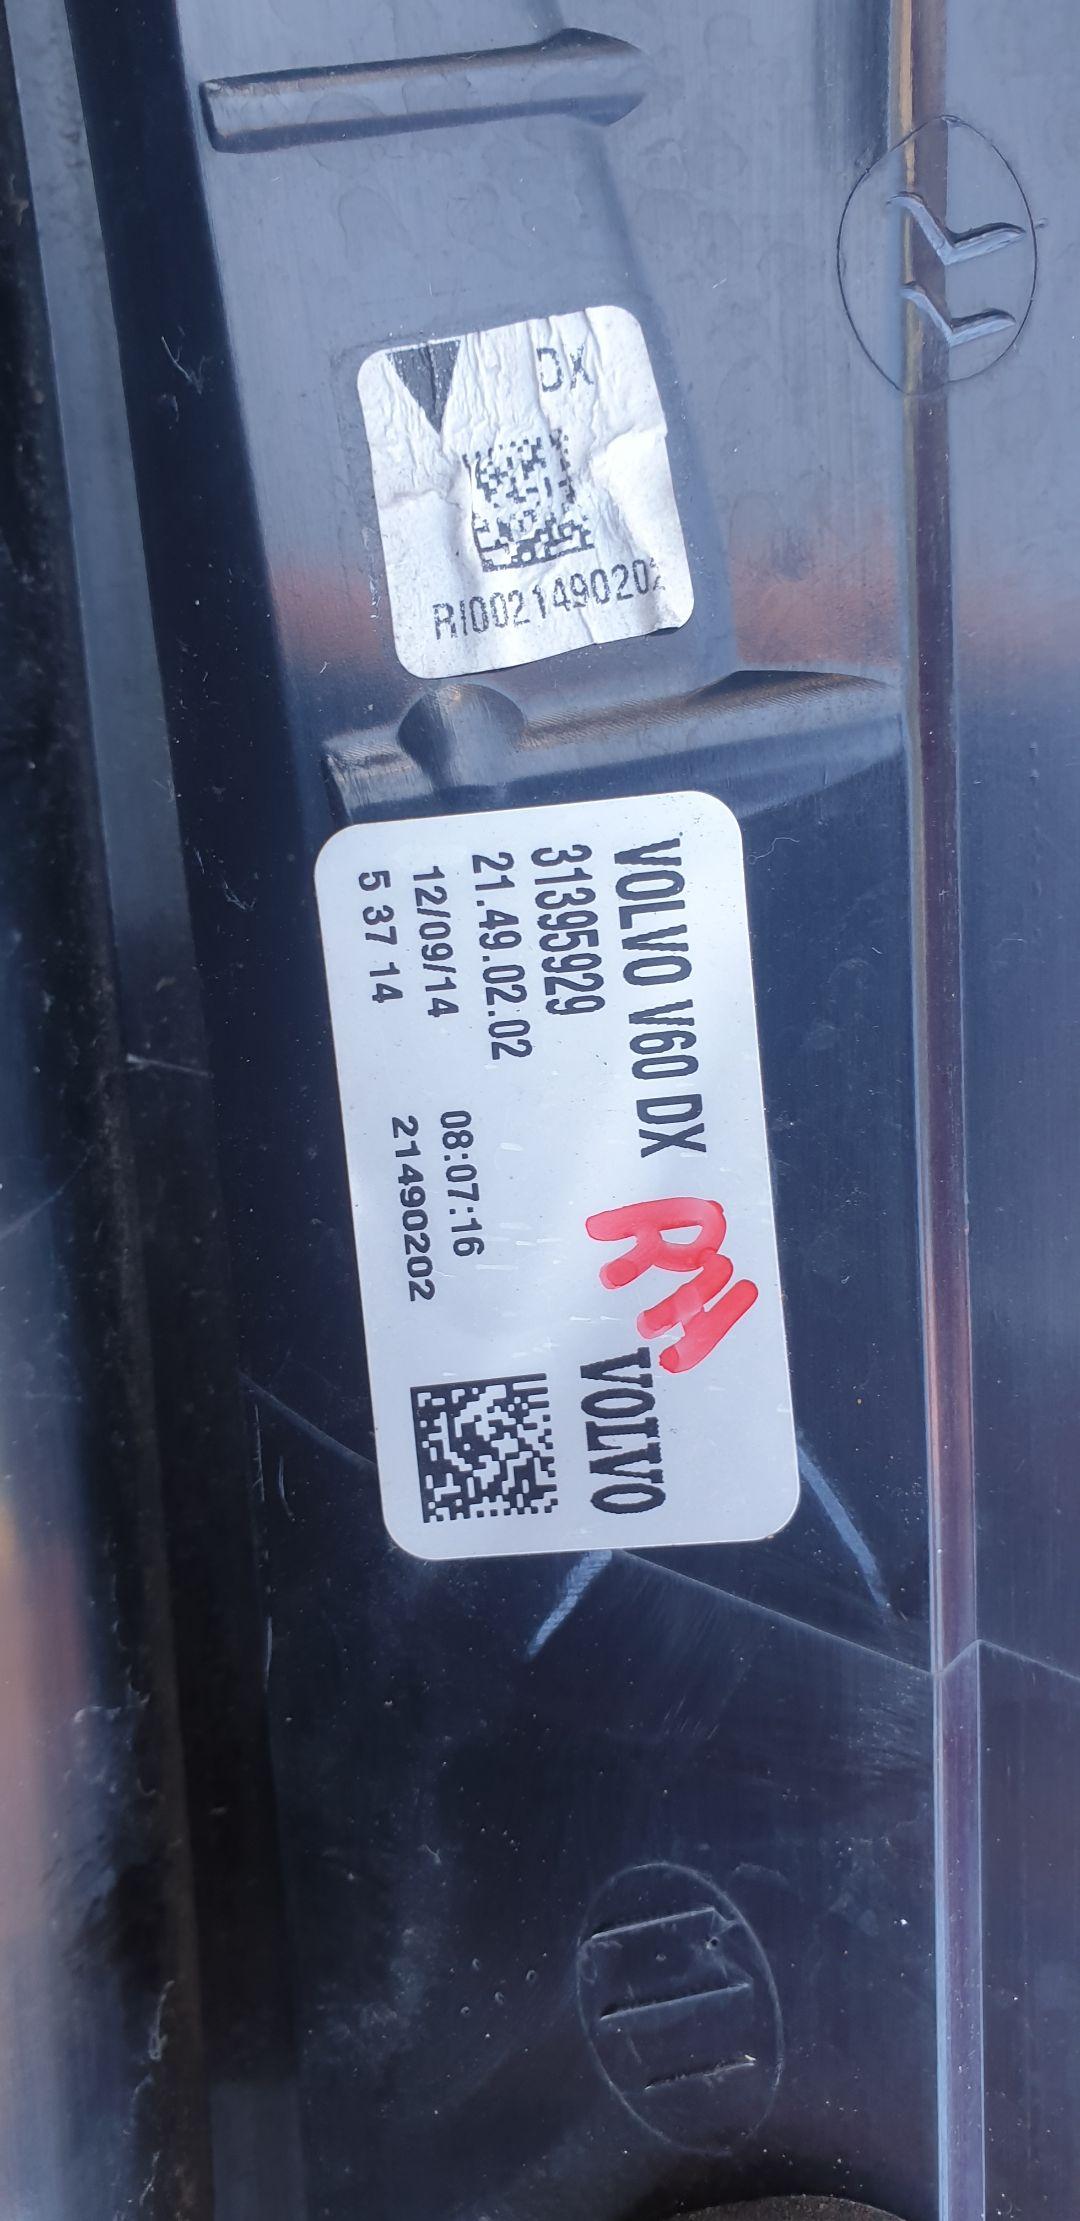 DX
RI0021490202
VOLVO V60 DX
RH
VOLVO
31395929
21.49.02.02
12/09/14
08:07:16
5 37 14
21490202